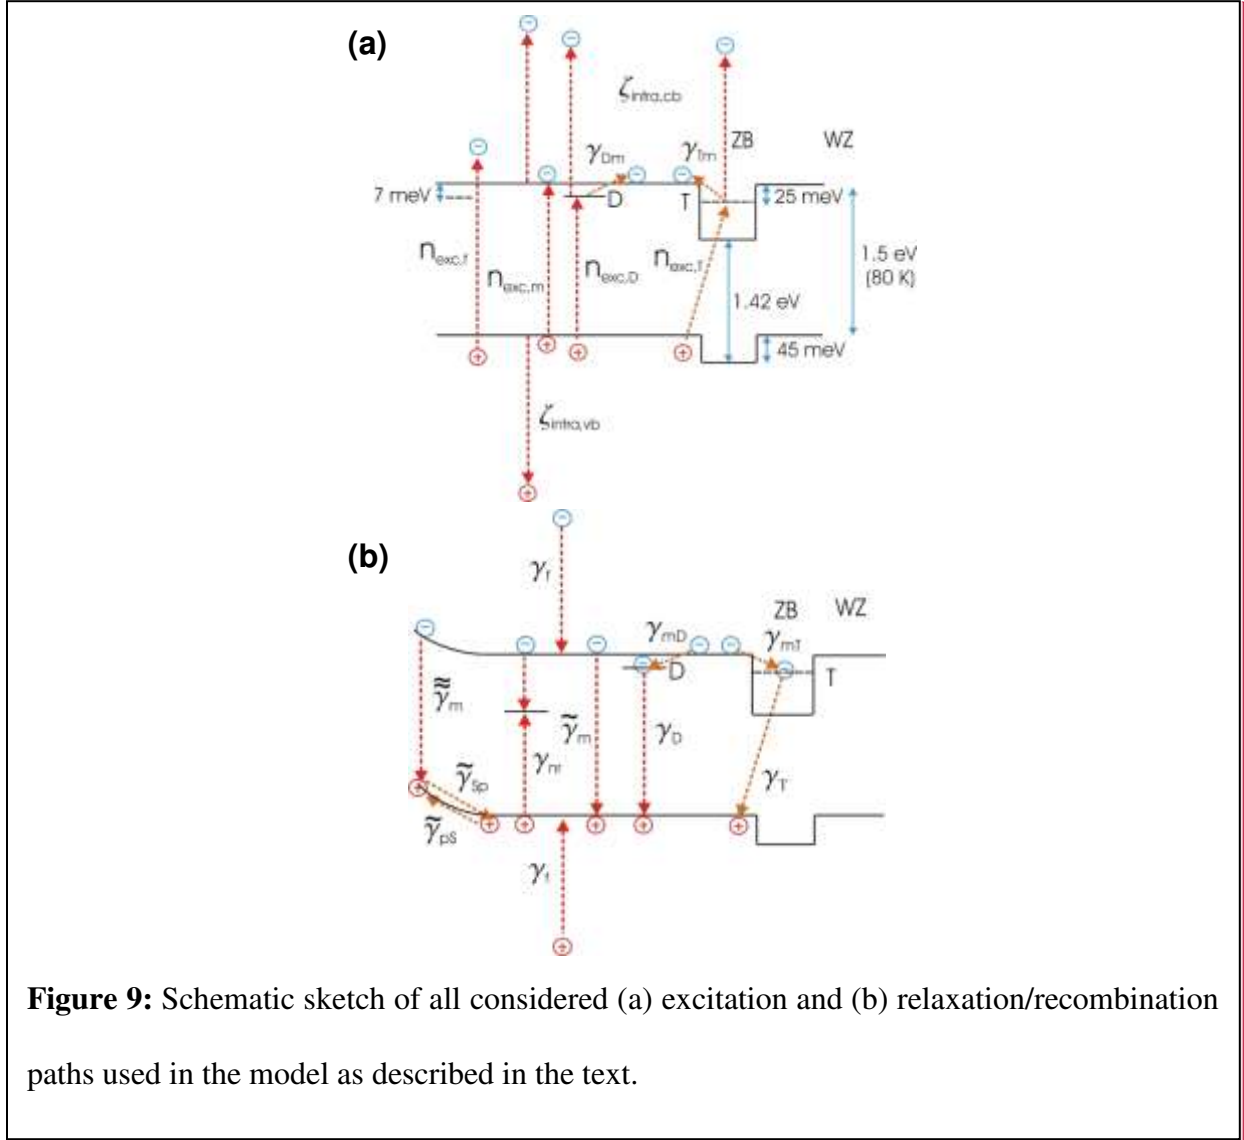 (a)
ζintra,cb
γDm
γTm
ZB
WZ
7 meV
D
T
25 meV
nexc,f
nexc,m
nexc,D
nexc,T
1.5 eV
(80 K)
1.42 eV
45 meV
ζintra,vb
(b)
γf
ZB
WZ
γmD
γmT
D
T
γ̃̃m
γ̃m
γD
γnr
γ̃Sp
γT
γ̃pS
γf
Figure 9: Schematic sketch of all considered (a) excitation and (b) relaxation/recombination
paths used in the model as described in the text.